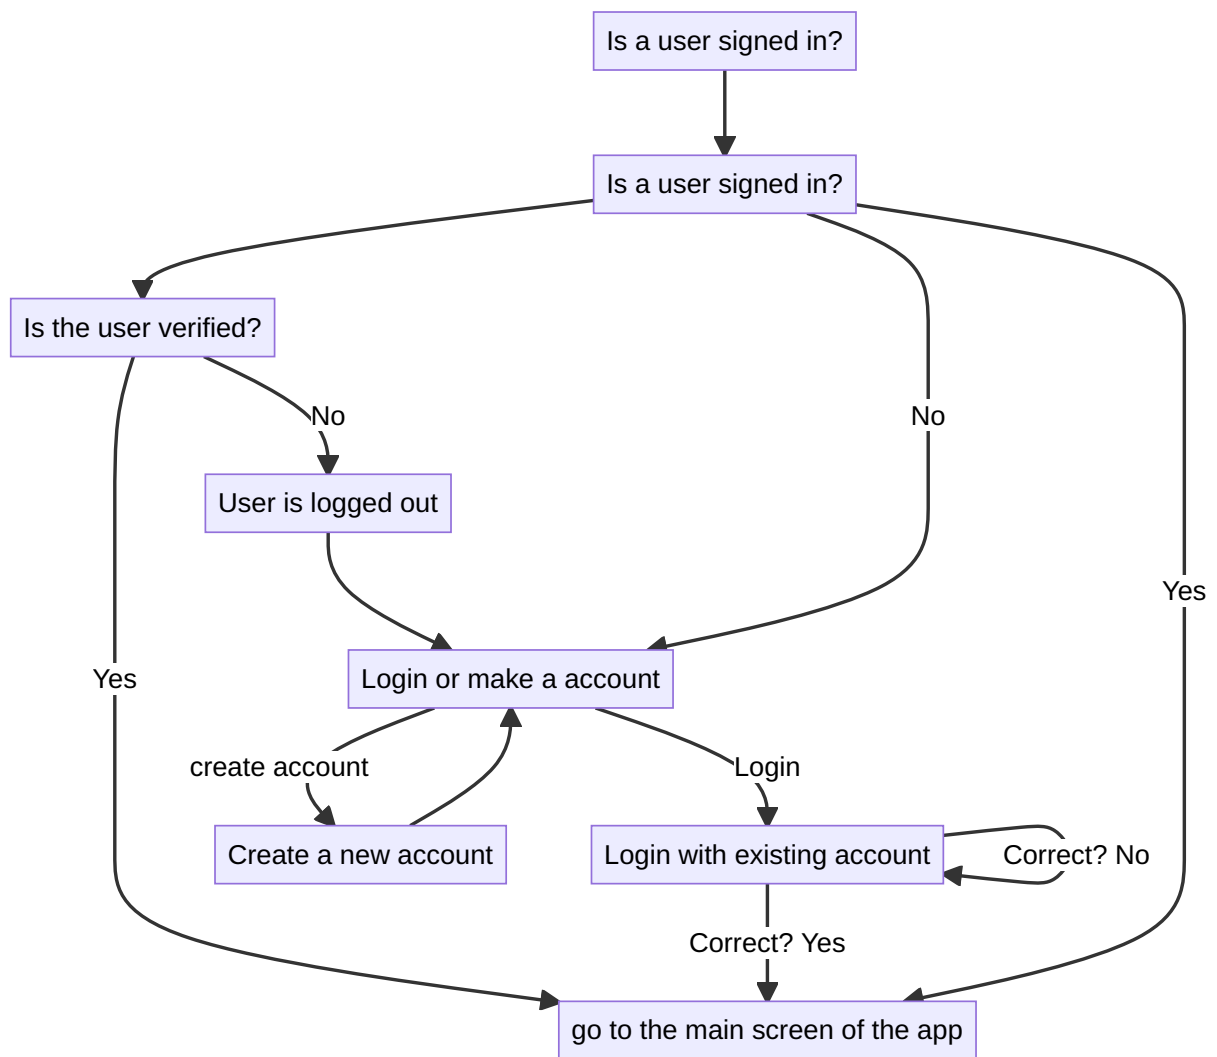 Is a user signed in?
Is a user signed in?
Is the user verified?
No
No
User is logged out
Yes
Yes
Login or make a account
create account
Login
Create a new account
Login with existing account
Correct? No
Correct? Yes
go to the main screen of the app